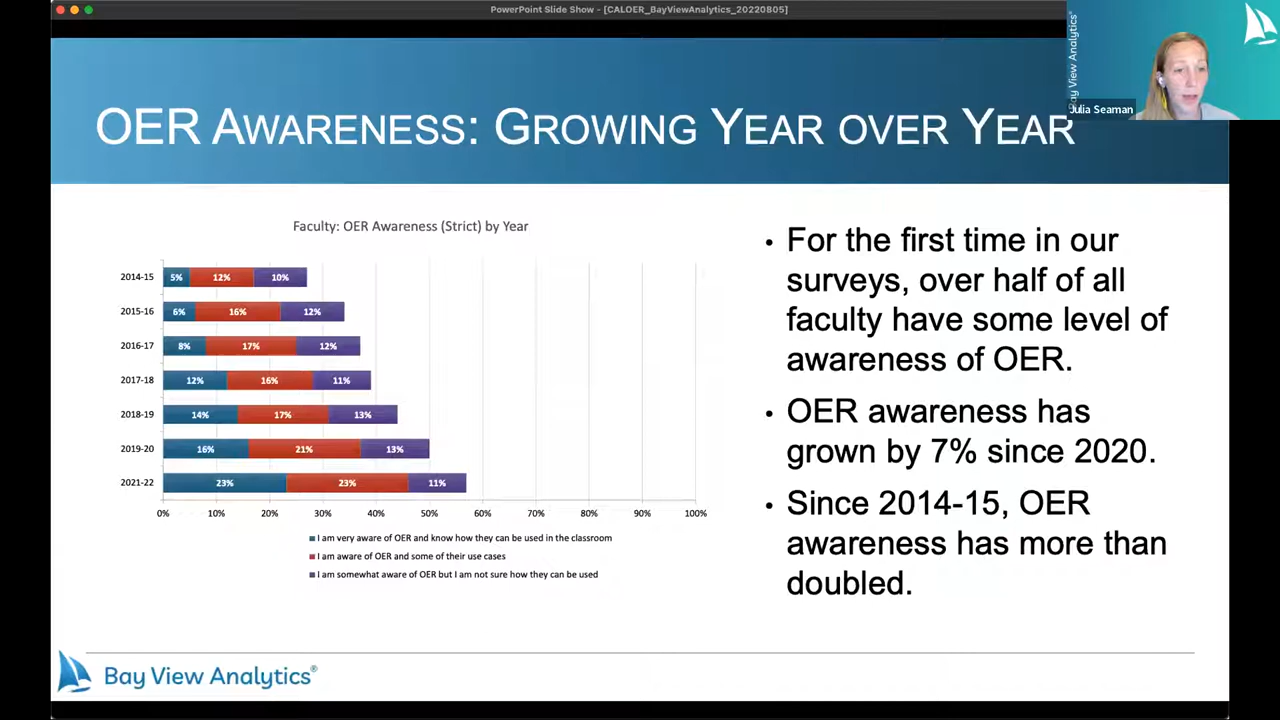 PowerPoint Slide Show - [CALOER_BayViewAnalytics_20220805]
Bay View Analytics®
Julia Seaman
OER AWARENESS: GROWING YEAR OVER YEAR
Faculty: OER Awareness (Strict) by Year
2014-15 5% 12% 10%
2015-16 6% 16% 12%
2016-17 8% 17% 12%
2017-18 12% 16% 11%
2018-19 14% 17% 13%
2019-20 16% 21% 13%
2021-22 23% 23% 11%
0% 10% 20% 30% 40% 50% 60% 70% 80% 90% 100%
I am very aware of OER and know how they can be used in the classroom
I am aware of OER and some of their use cases
I am somewhat aware of OER but I am not sure how they can be used
• For the first time in our
surveys, over half of all
faculty have some level of
awareness of OER.
• OER awareness has
grown by 7% since 2020.
• Since 2014-15, OER
awareness has more than
doubled.
Bay View Analytics®